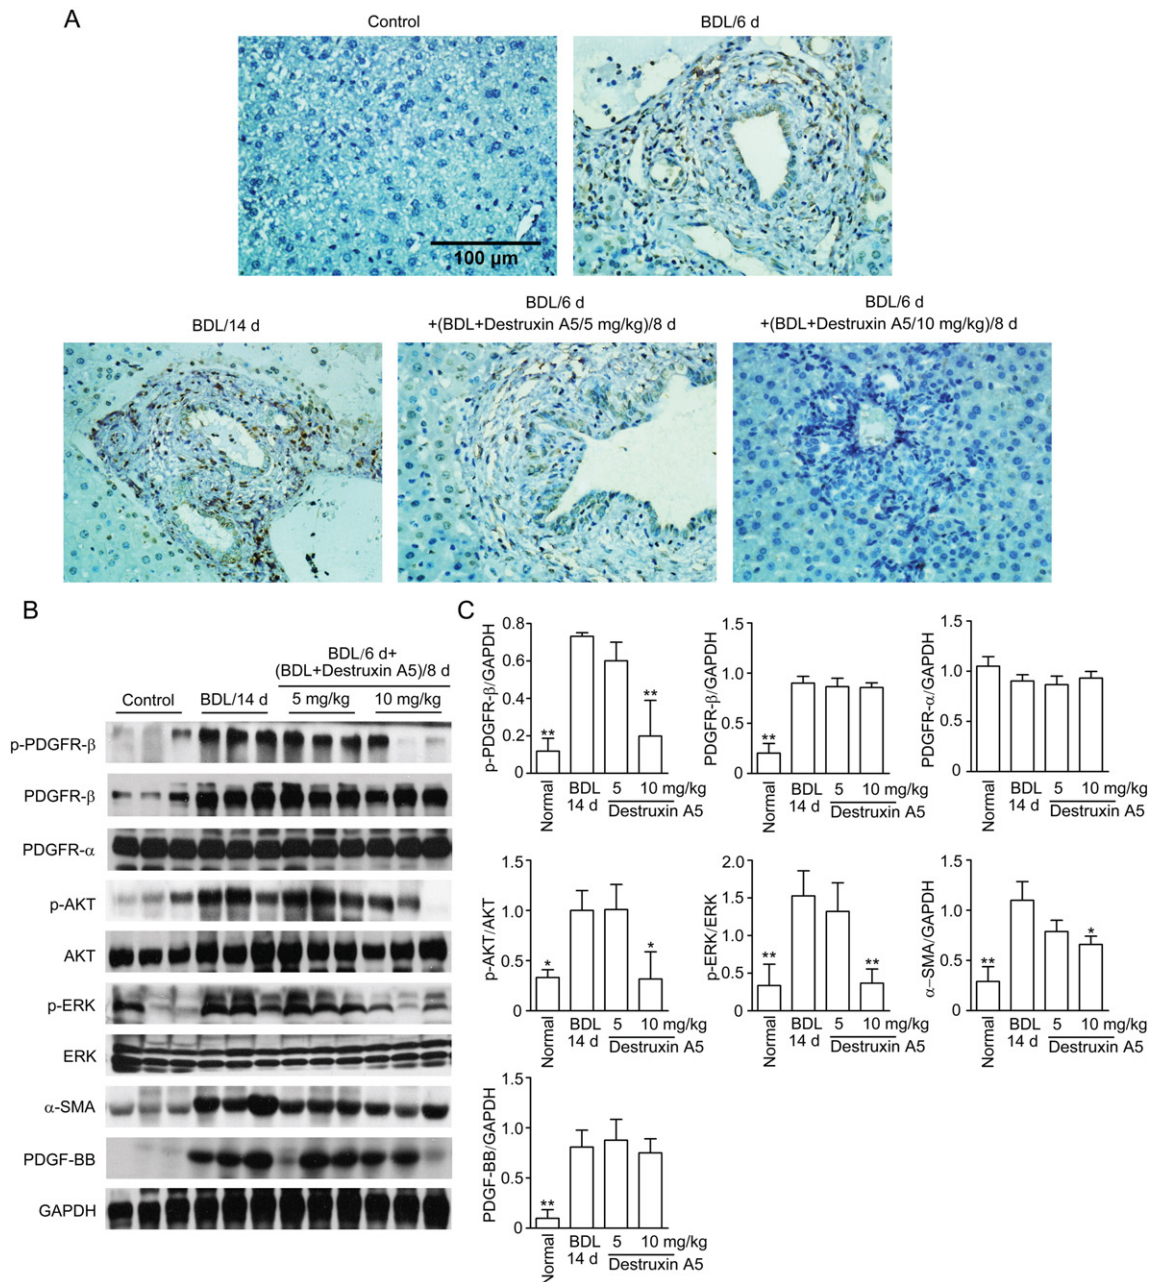 A
Control
BDL/6 d
100 μm
BDL/14 d
BDL/6 d
+(BDL+Destruxin A5/5 mg/kg)/8 d
BDL/6 d
+(BDL+Destruxin A5/10 mg/kg)/8 d
B
BDL/6 d+
(BDL+Destruxin A5)/8 d
Control
BDL/14 d
5 mg/kg
10 mg/kg
p-PDGFR-β
PDGFR-β
PDGFR-α
p-AKT
AKT
p-ERK
ERK
α-SMA
PDGF-BB
GAPDH
C
p-PDGFR-β/GAPDH
0.8
0.6
0.4
0.2
0
**
**
Normal
BDL
14 d
5
10 mg/kg
Destruxin A5
PDGFR-β/GAPDH
1.5
1.0
0.5
0
**
Normal
BDL
14 d
5
10 mg/kg
Destruxin A5
PDGFR-α/GAPDH
1.5
1.0
0.5
0
Normal
BDL
14 d
5
10 mg/kg
Destruxin A5
p-AKT/AKT
1.5
1.0
0.5
0
*
*
Normal
BDL
14 d
5
10 mg/kg
Destruxin A5
p-ERK/ERK
2.0
1.5
1.0
0.5
0
**
**
Normal
BDL
14 d
5
10 mg/kg
Destruxin A5
α–SMA/GAPDH
1.5
1.0
0.5
0
**
*
Normal
BDL
14 d
5
10 mg/kg
Destruxin A5
PDGF-BB/GAPDH
1.5
1.0
0.5
0
**
Normal
BDL
14 d
5
10 mg/kg
Destruxin A5